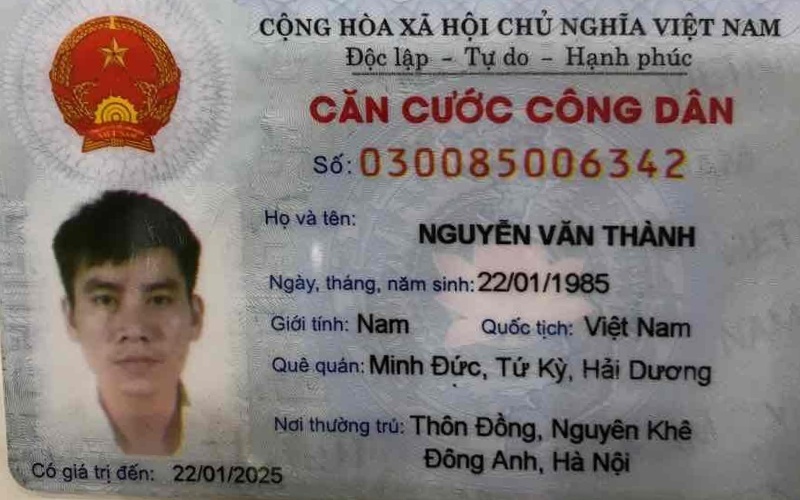 CỘNG HÒA XÃ HỘI CHỦ NGHĨA VIỆT NAM
Độc lập - Tự do - Hạnh phúc
CĂN CƯỚC CÔNG DÂN
Số: 030085006342
Họ và tên: NGUYỄN VĂN THÀNH
Ngày, tháng, năm sinh: 22/01/1985
Giới tính: Nam Quốc tịch: Việt Nam
Quê quán: Minh Đức, Tứ Kỳ, Hải Dương
Nơi thường trú: Thôn Đồng, Nguyên Khê
Đông Anh, Hà Nội
Có giá trị đến: 22/01/2025